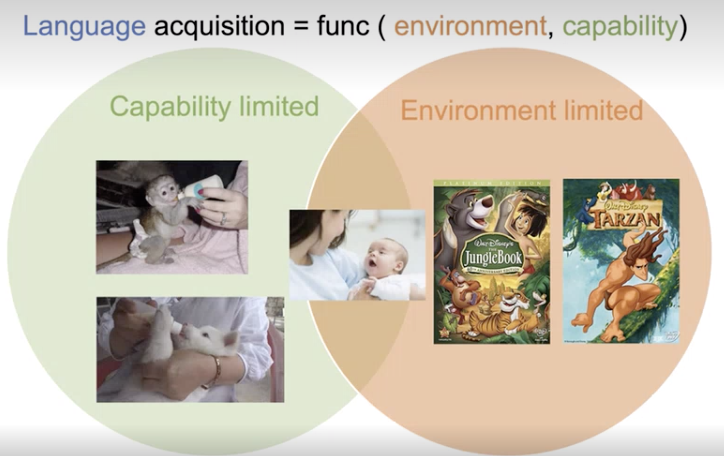 Language acquisition = func ( environment, capability)
Capability limited
Environment limited
WALT DISNEY'S
THE
JUNGLE BOOK
WALT DISNEY
TARZAN